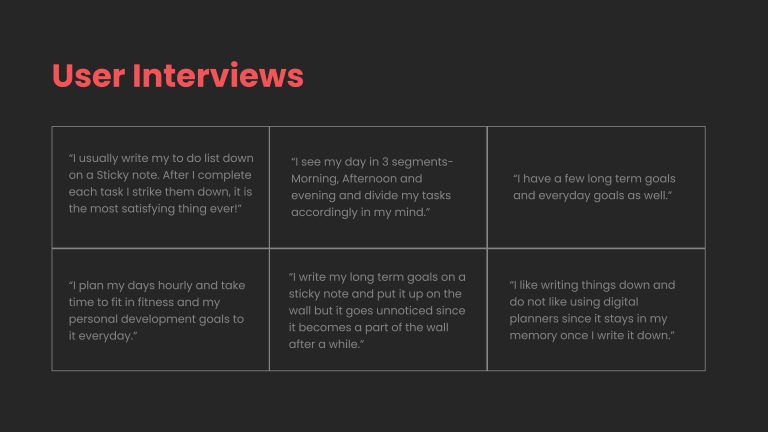 User Interviews
“I usually write my to do list down
on a Sticky note. After I complete
each task I strike them down, it is
the most satisfying thing ever!”
“I see my day in 3 segments-
Morning, Afternoon and
evening and divide my tasks
accordingly in my mind.”
“I have a few long term goals
and everyday goals as well.”
“I plan my days hourly and take
time to fit in fitness and my
personal development goals to
it everyday.”
“I write my long term goals on a
sticky note and put it up on the
wall but it goes unnoticed since
it becomes a part of the wall
after a while.”
“I like writing things down and
do not like using digital
planners since it stays in my
memory once I write it down.”